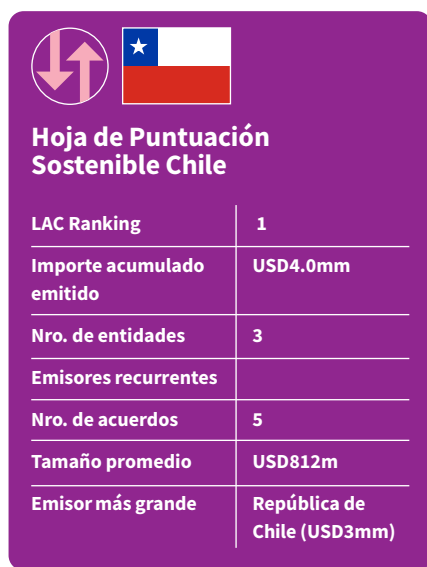 Hoja de Puntuación
Sostenible Chile
LAC Ranking 1
Importe acumulado USD4.0mm
emitido
Nro. de entidades 3
Emisores recurrentes
Nro. de acuerdos 5
Tamaño promedio USD812m
Emisor más grande República de
Chile (USD3mm)